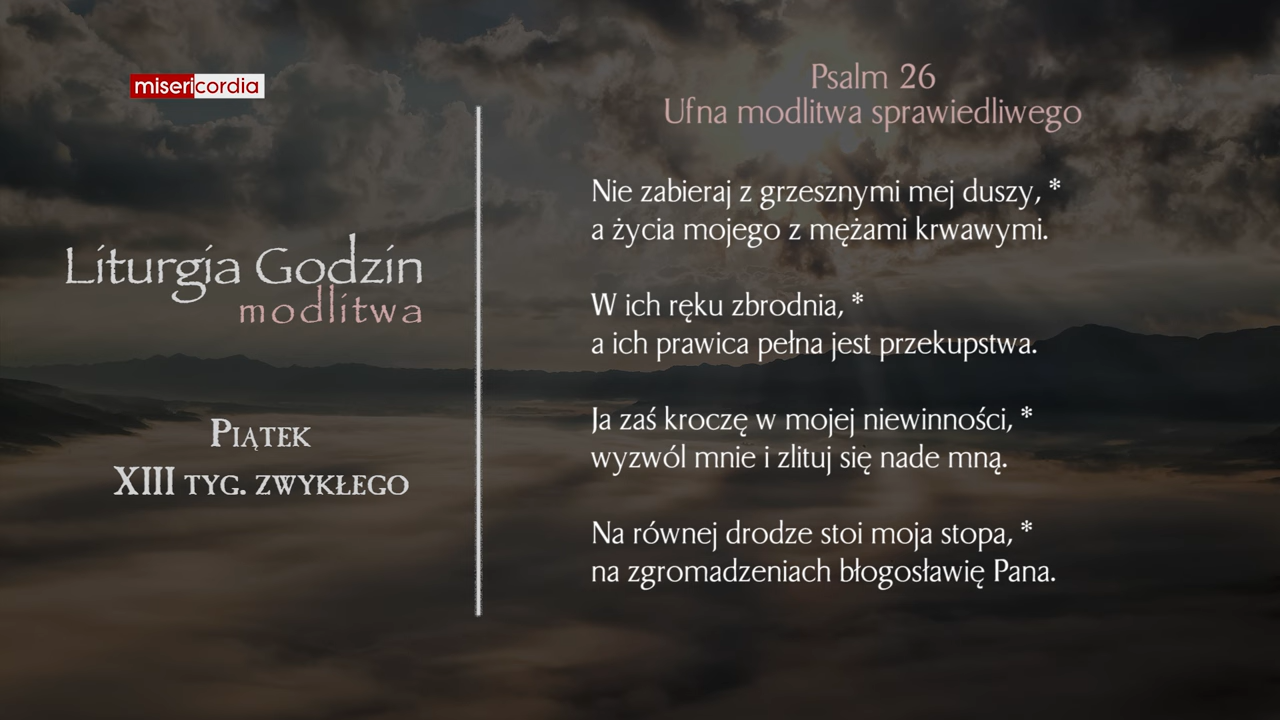 misericordia
Liturgia Godzin
modlitwa
Piątek
XIII tyg. zwykłego
Psalm 26
Ufna modlitwa sprawiedliwego
Nie zabieraj z grzesznymi mej duszy, *
a życia mojego z mężami krwawymi.
W ich ręku zbrodnia, *
a ich prawica pełna jest przekupstwa.
Ja zaś kroczę w mojej niewinności, *
wyzwól mnie i zlituj się nade mną.
Na równej drodze stoi moja stopa, *
na zgromadzeniach błogosławię Pana.